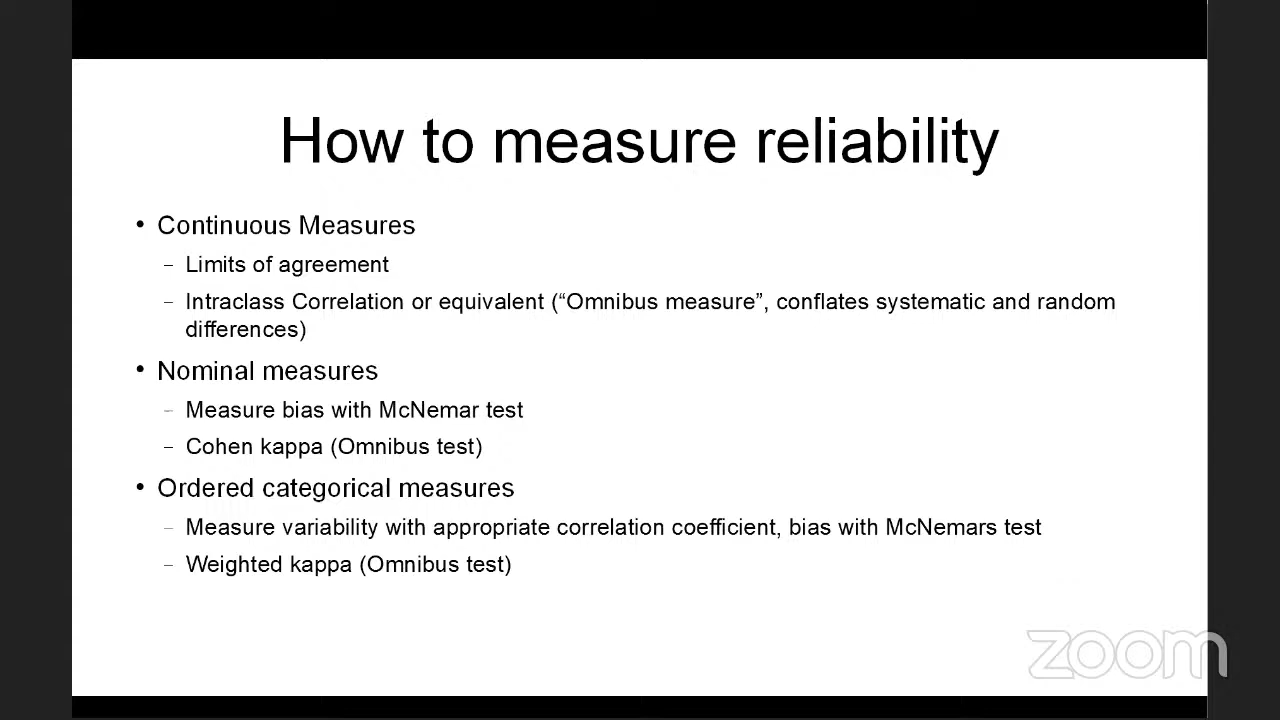 How to measure reliability
• Continuous Measures
– Limits of agreement
– Intraclass Correlation or equivalent (“Omnibus measure”, conflates systematic and random
differences)
• Nominal measures
– Measure bias with McNemar test
– Cohen kappa (Omnibus test)
• Ordered categorical measures
– Measure variability with appropriate correlation coefficient, bias with McNemars test
– Weighted kappa (Omnibus test)
zoom